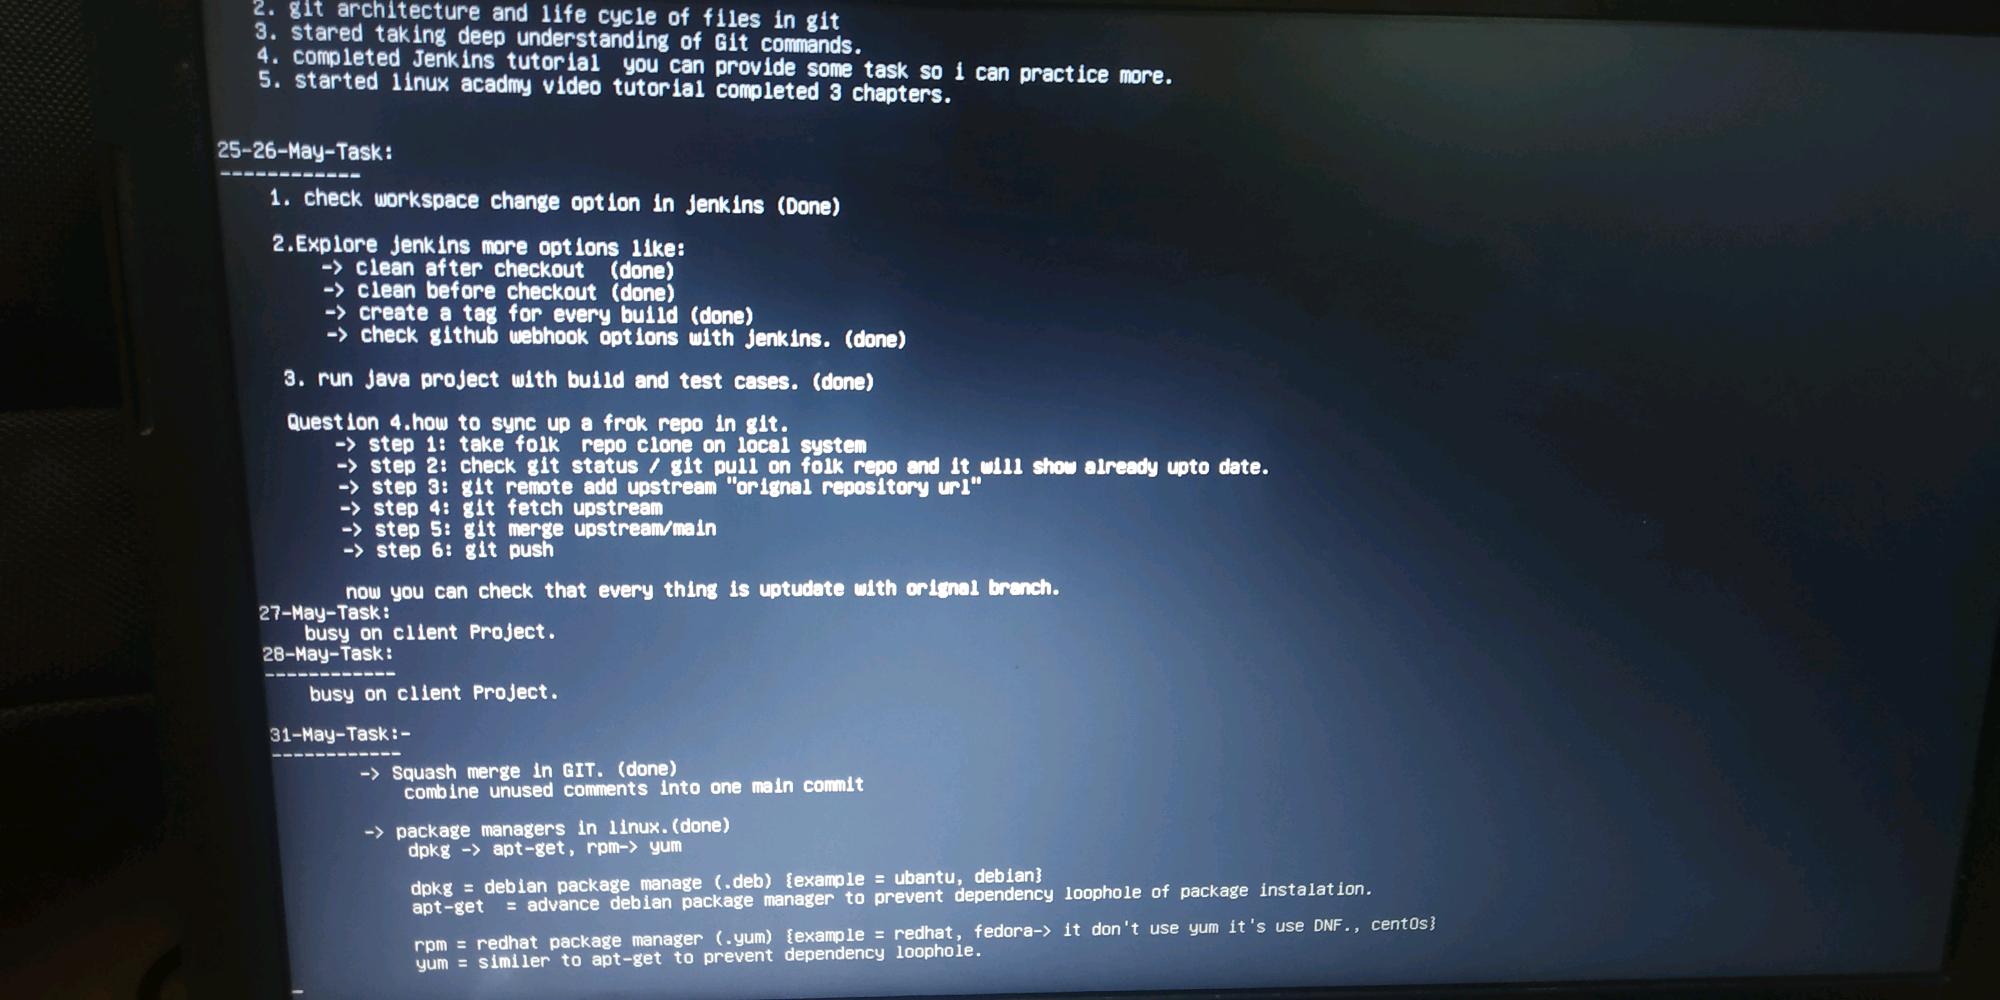 2. git architecture and life cycle of files in git
3. stared taking deep understanding of Git commands.
4. completed Jenkins tutorial  you can provide some task so i can practice more.
5. started linux acadmy video tutorial completed 3 chapters.
25-26-May-Task:
------------
1. check workspace change option in jenkins (Done)
2.Explore jenkins more options like:
-> clean after checkout  (done)
-> clean before checkout (done)
-> create a tag for every build (done)
-> check github webhook options with jenkins. (done)
3. run java project with build and test cases. (done)
Question 4.how to sync up a frok repo in git.
-> step 1: take folk  repo clone on local system
-> step 2: check git status / git pull on folk repo and it will show already upto date.
-> step 3: git remote add upstream "orignal repository url"
-> step 4: git fetch upstream
-> step 5: git merge upstream/main
-> step 6: git push
now you can check that every thing is uptudate with orignal branch.
27-May-Task:
busy on client Project.
28-May-Task:
------------
busy on client Project.
31-May-Task:-
------------
-> Squash merge in GIT. (done)
combine unused comments into one main commit
-> package managers in linux.(done)
dpkg -> apt-get, rpm-> yum
dpkg = debian package manage (.deb) {example = ubantu, debian}
apt-get  = advance debian package manager to prevent dependency loophole of package instalation.
rpm = redhat package manager (.yum) {example = redhat, fedora-> it don't use yum it's use DNF., centOs}
yum = similer to apt-get to prevent dependency loophole.